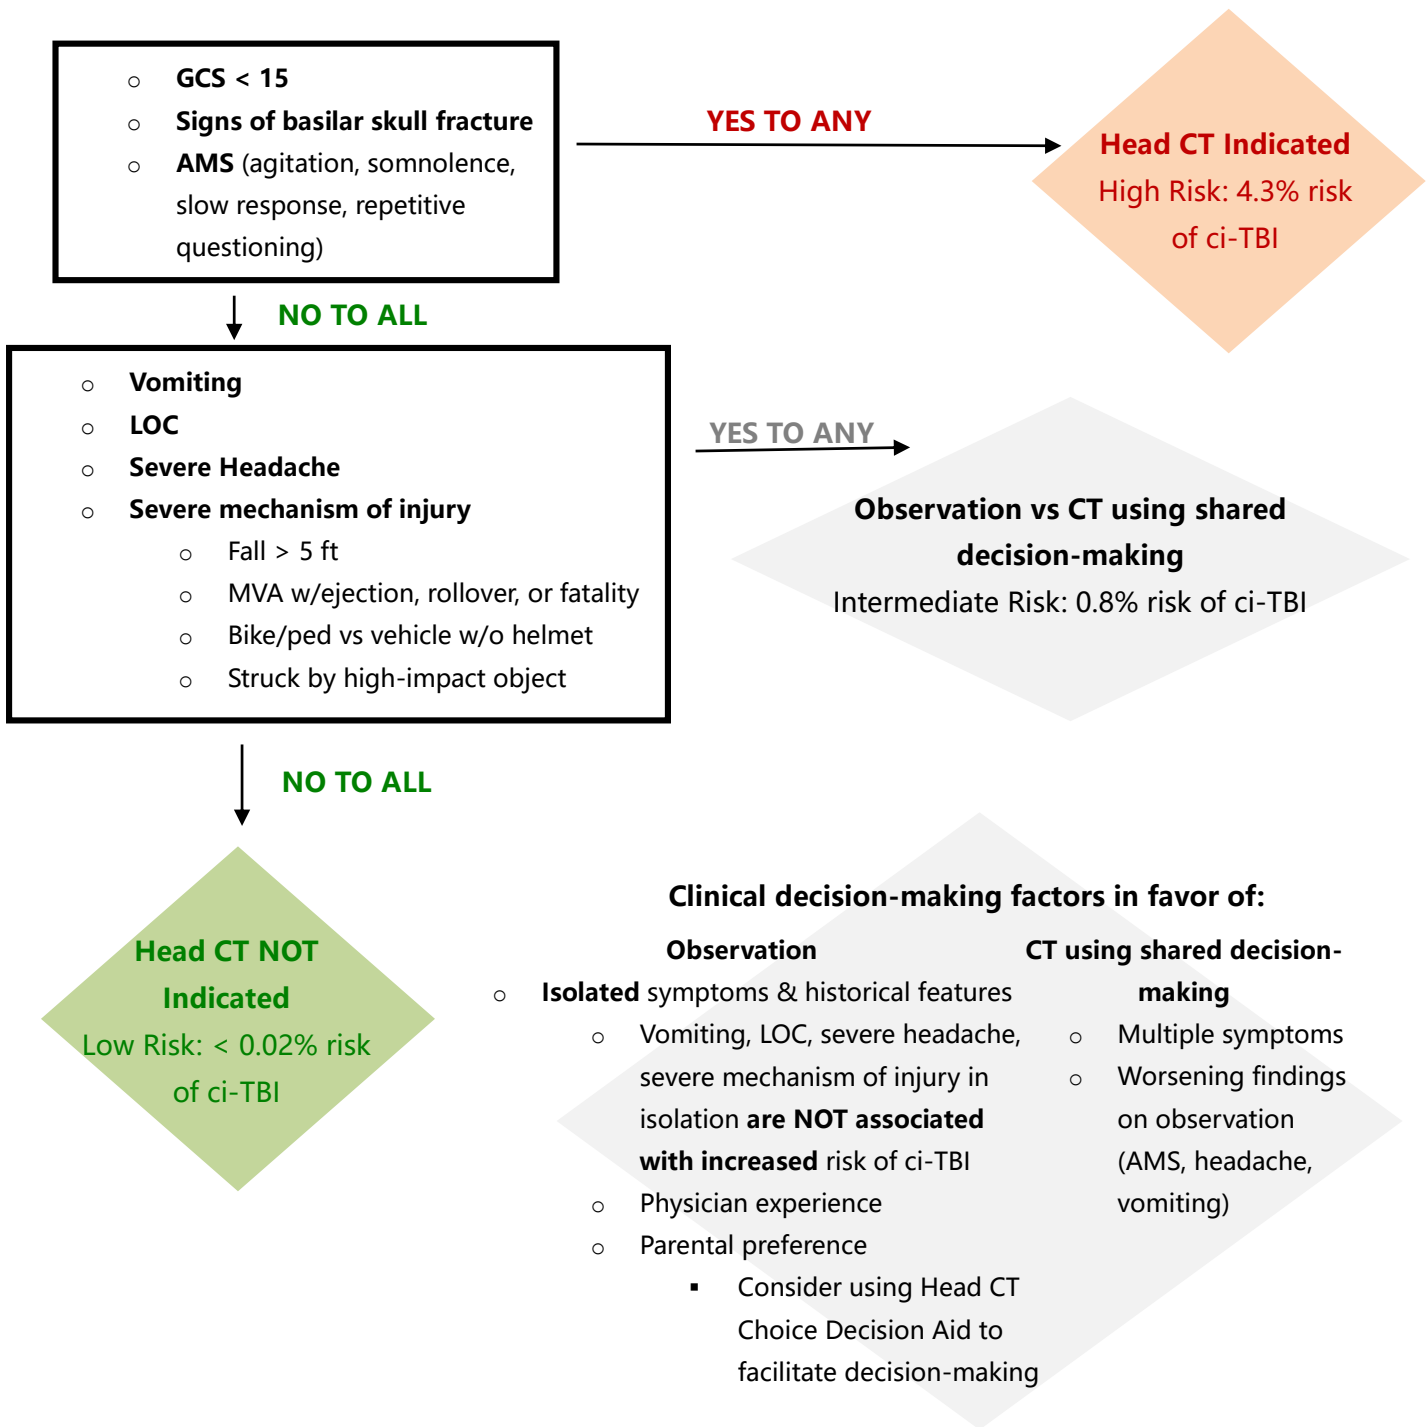 ○ GCS < 15
○ Signs of basilar skull fracture
○ AMS (agitation, somnolence,
slow response, repetitive
questioning)
YES TO ANY
Head CT Indicated
High Risk: 4.3% risk
of ci-TBI
NO TO ALL
○ Vomiting
○ LOC
○ Severe Headache
○ Severe mechanism of injury
○ Fall > 5 ft
○ MVA w/ejection, rollover, or fatality
○ Bike/ped vs vehicle w/o helmet
○ Struck by high-impact object
YES TO ANY
Observation vs CT using shared
decision-making
Intermediate Risk: 0.8% risk of ci-TBI
NO TO ALL
Head CT NOT
Indicated
Low Risk: < 0.02% risk
of ci-TBI
Clinical decision-making factors in favor of:
Observation
○ Isolated symptoms & historical features
○ Vomiting, LOC, severe headache,
severe mechanism of injury in
isolation are NOT associated
with increased risk of ci-TBI
○ Physician experience
○ Parental preference
▪ Consider using Head CT
Choice Decision Aid to
facilitate decision-making
CT using shared decision-
making
○ Multiple symptoms
○ Worsening findings
on observation
(AMS, headache,
vomiting)